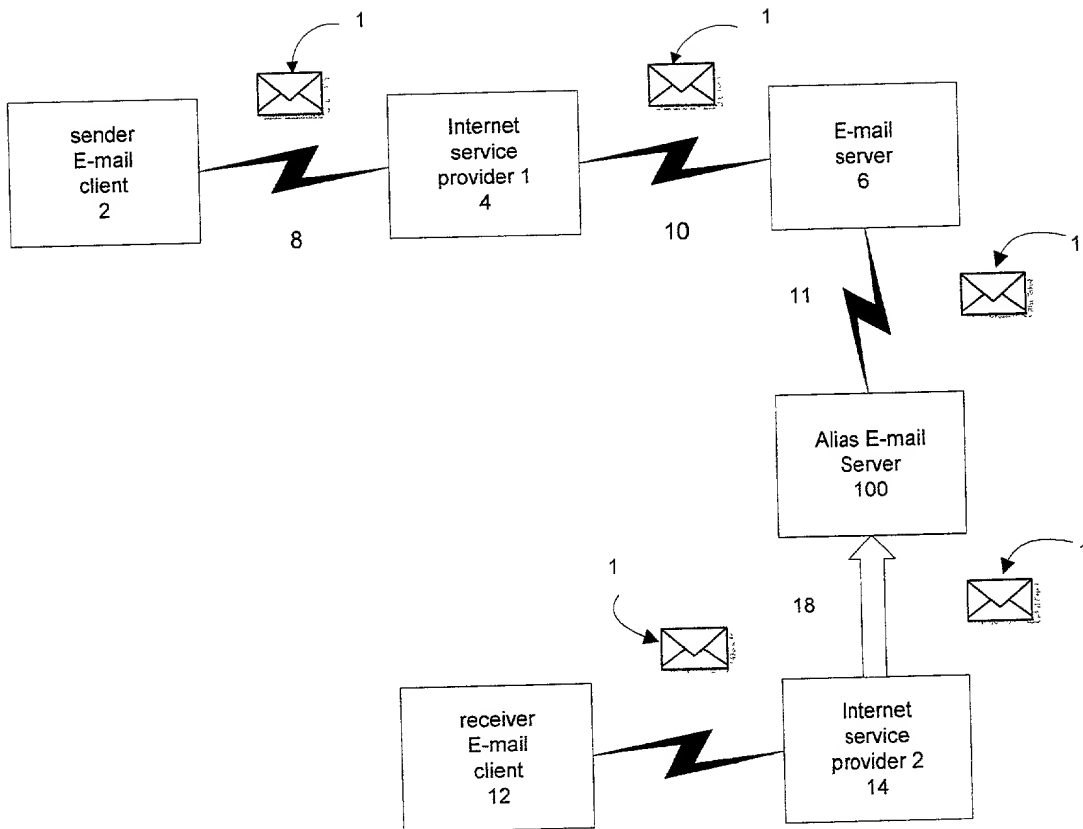 1
1
sender
E-mail
client
2
Internet
service
provider 1
4
E-mail
server
6
8
10
1
11
Alias E-mail
Server
100
1
18
receiver
E-mail
client
12
Internet
service
provider 2
14